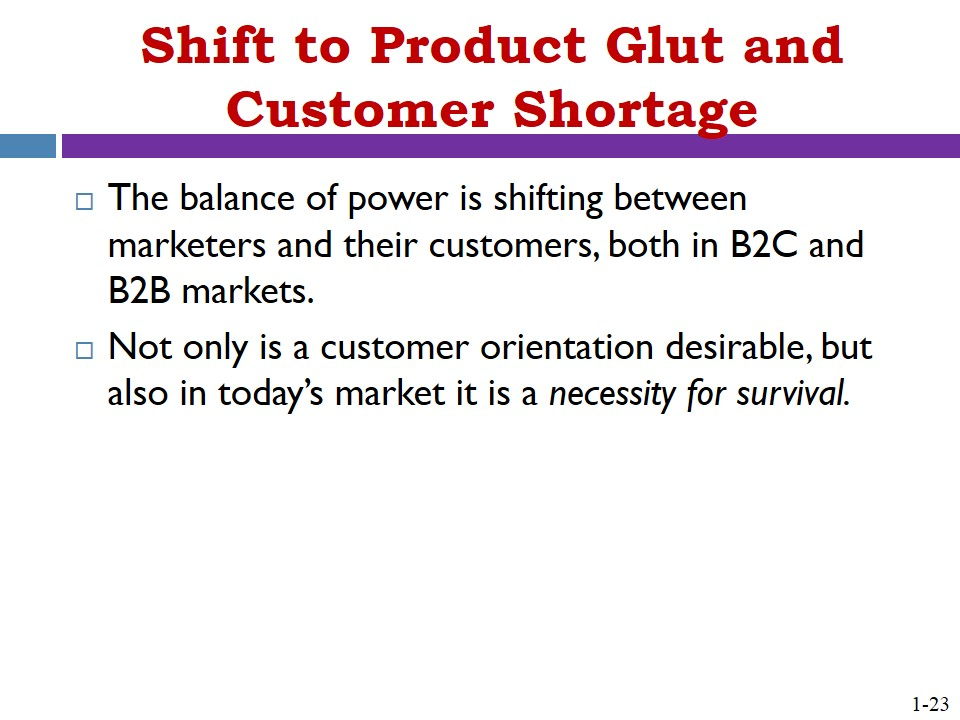 Shift to Product Glut and
Customer Shortage
The balance of power is shifting between
marketers and their customers, both in B2C and
B2B markets.
Not only is a customer orientation desirable, but
also in today’s market it is a necessity for survival.
1-23